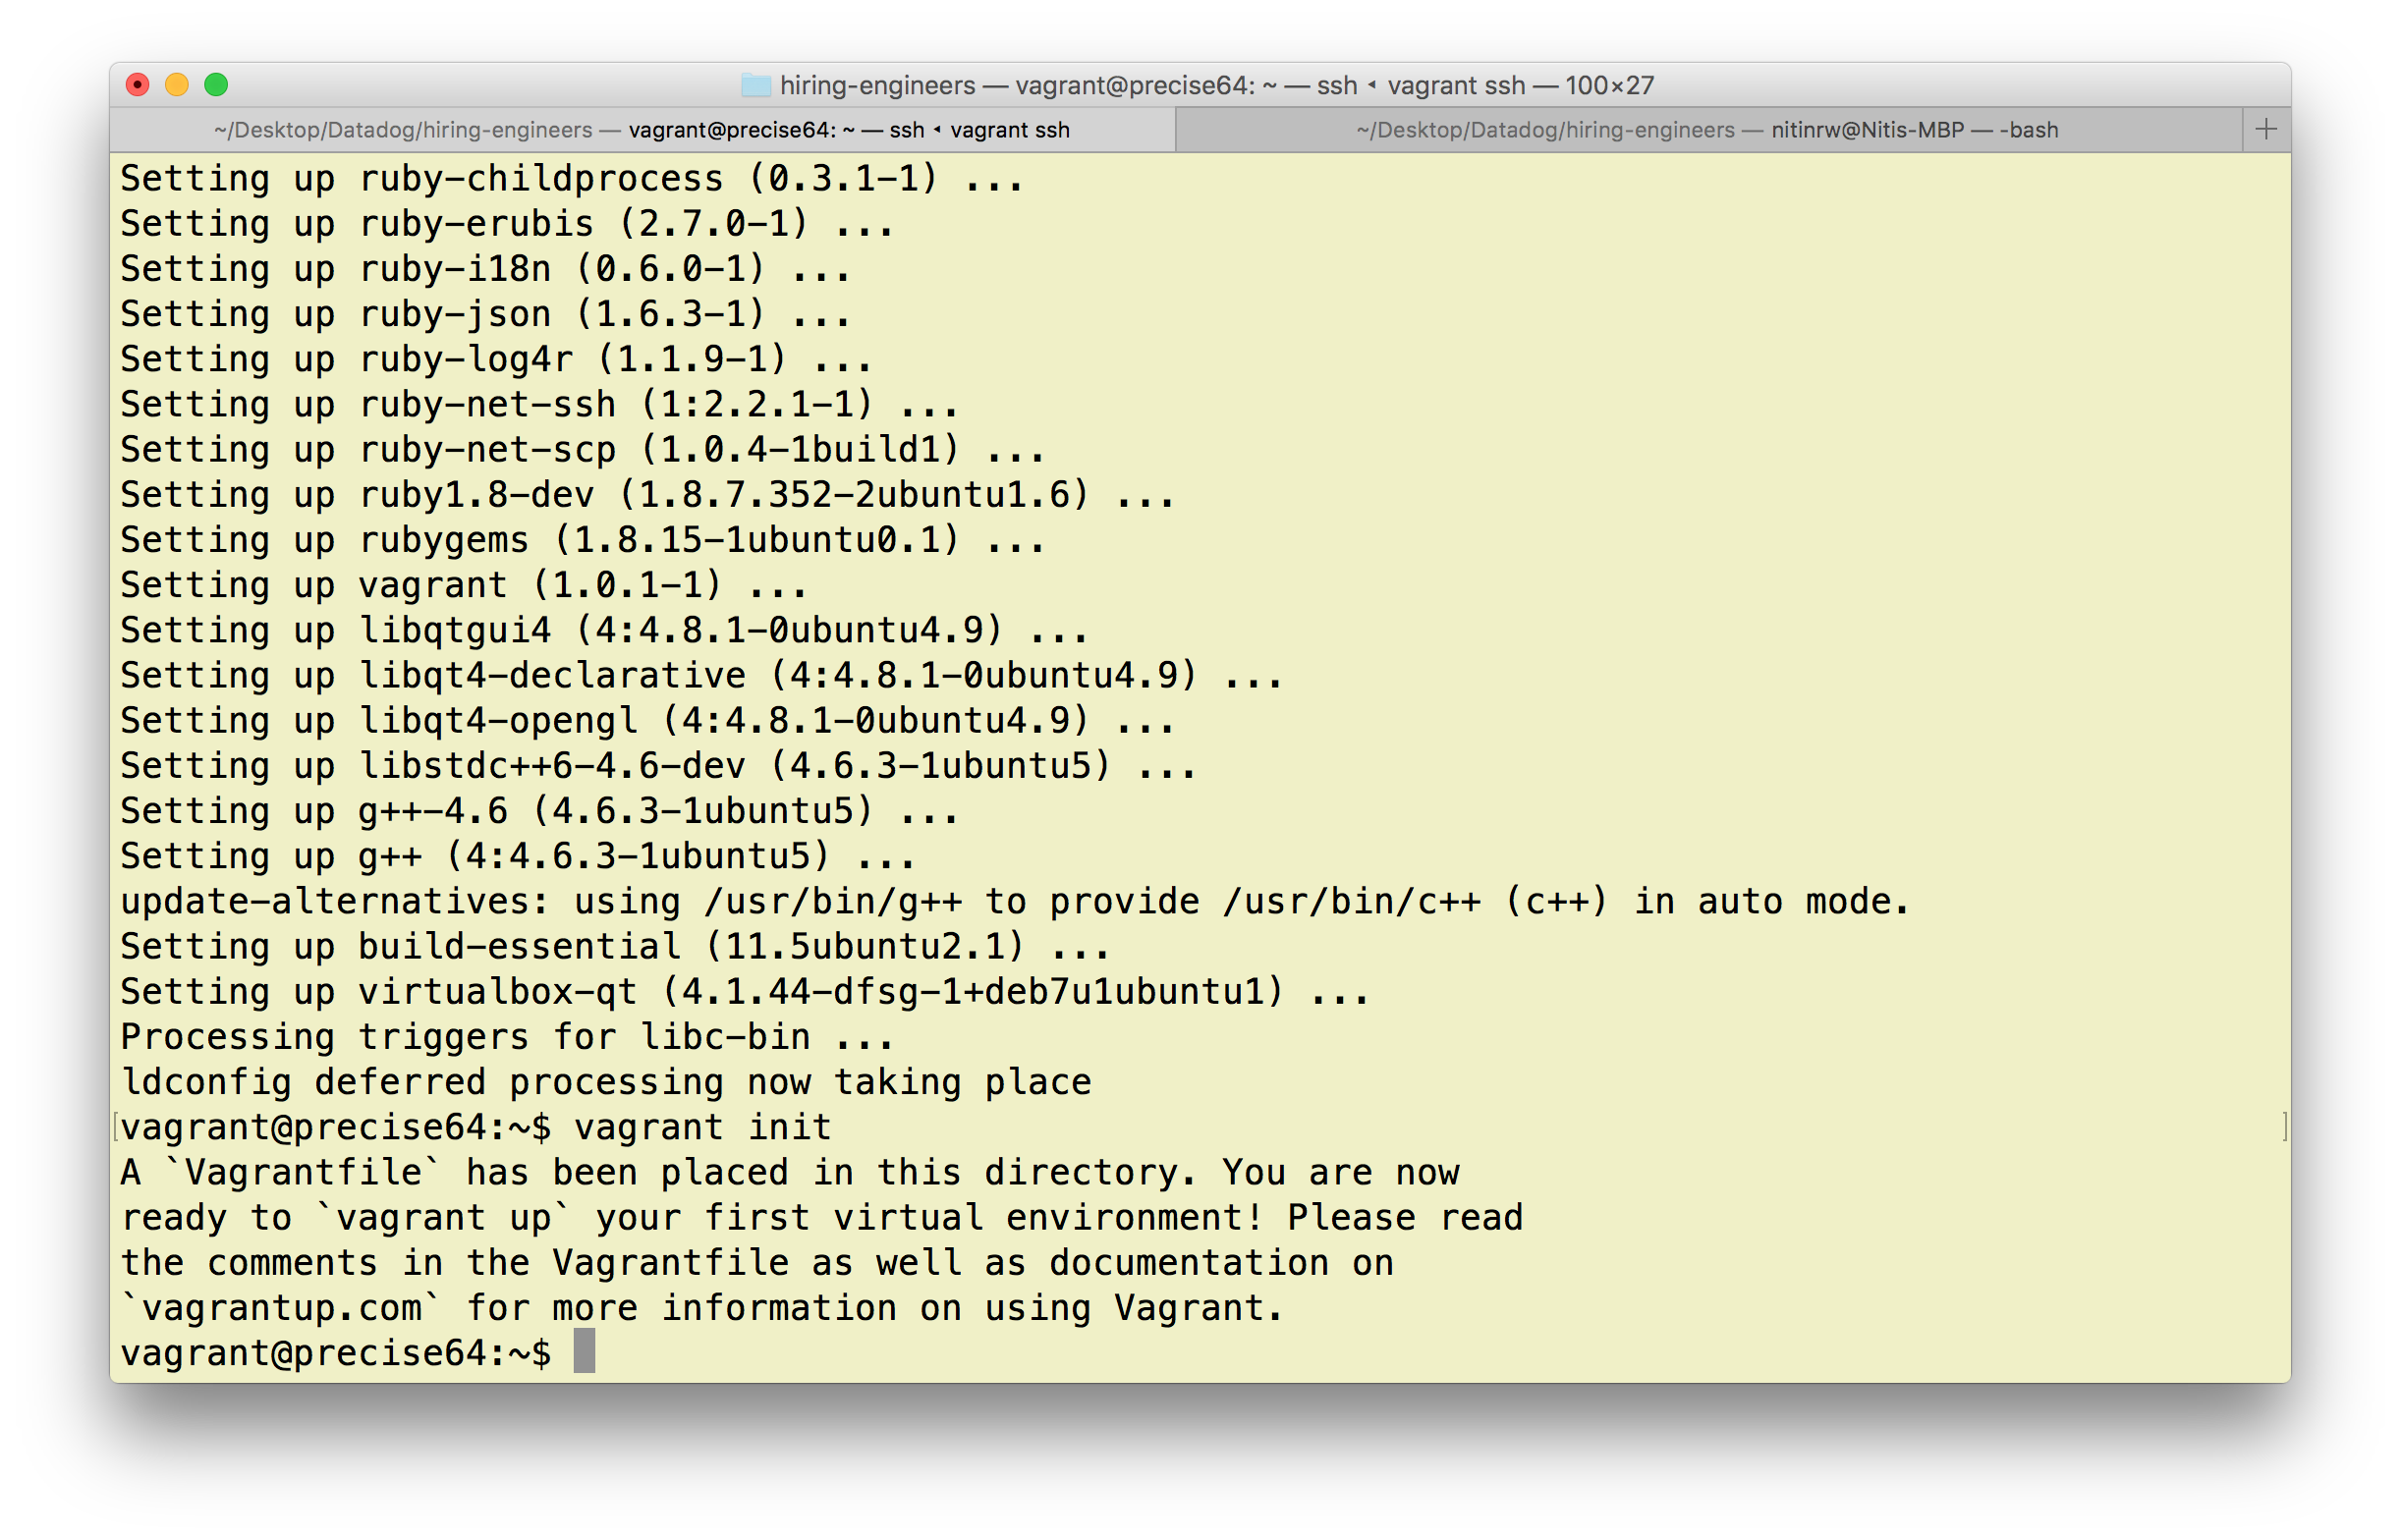 hiring-engineers — vagrant@precise64: ~ — ssh ◂ vagrant ssh — 100×27
~/Desktop/Datadog/hiring-engineers — vagrant@precise64: ~ — ssh ◂ vagrant ssh
~/Desktop/Datadog/hiring-engineers — nitinrw@Nitis-MBP — -bash
+
Setting up ruby-childprocess (0.3.1-1) ...
Setting up ruby-erubis (2.7.0-1) ...
Setting up ruby-i18n (0.6.0-1) ...
Setting up ruby-json (1.6.3-1) ...
Setting up ruby-log4r (1.1.9-1) ...
Setting up ruby-net-ssh (1:2.2.1-1) ...
Setting up ruby-net-scp (1.0.4-1build1) ...
Setting up ruby1.8-dev (1.8.7.352-2ubuntu1.6) ...
Setting up rubygems (1.8.15-1ubuntu0.1) ...
Setting up vagrant (1.0.1-1) ...
Setting up libqtgui4 (4:4.8.1-0ubuntu4.9) ...
Setting up libqt4-declarative (4:4.8.1-0ubuntu4.9) ...
Setting up libqt4-opengl (4:4.8.1-0ubuntu4.9) ...
Setting up libstdc++6-4.6-dev (4.6.3-1ubuntu5) ...
Setting up g++-4.6 (4.6.3-1ubuntu5) ...
Setting up g++ (4:4.6.3-1ubuntu5) ...
update-alternatives: using /usr/bin/g++ to provide /usr/bin/c++ (c++) in auto mode.
Setting up build-essential (11.5ubuntu2.1) ...
Setting up virtualbox-qt (4.1.44-dfsg-1+deb7u1ubuntu1) ...
Processing triggers for libc-bin ...
ldconfig deferred processing now taking place
[vagrant@precise64:~$ vagrant init ]
A `Vagrantfile` has been placed in this directory. You are now
ready to `vagrant up` your first virtual environment! Please read
the comments in the Vagrantfile as well as documentation on
`vagrantup.com` for more information on using Vagrant.
vagrant@precise64:~$